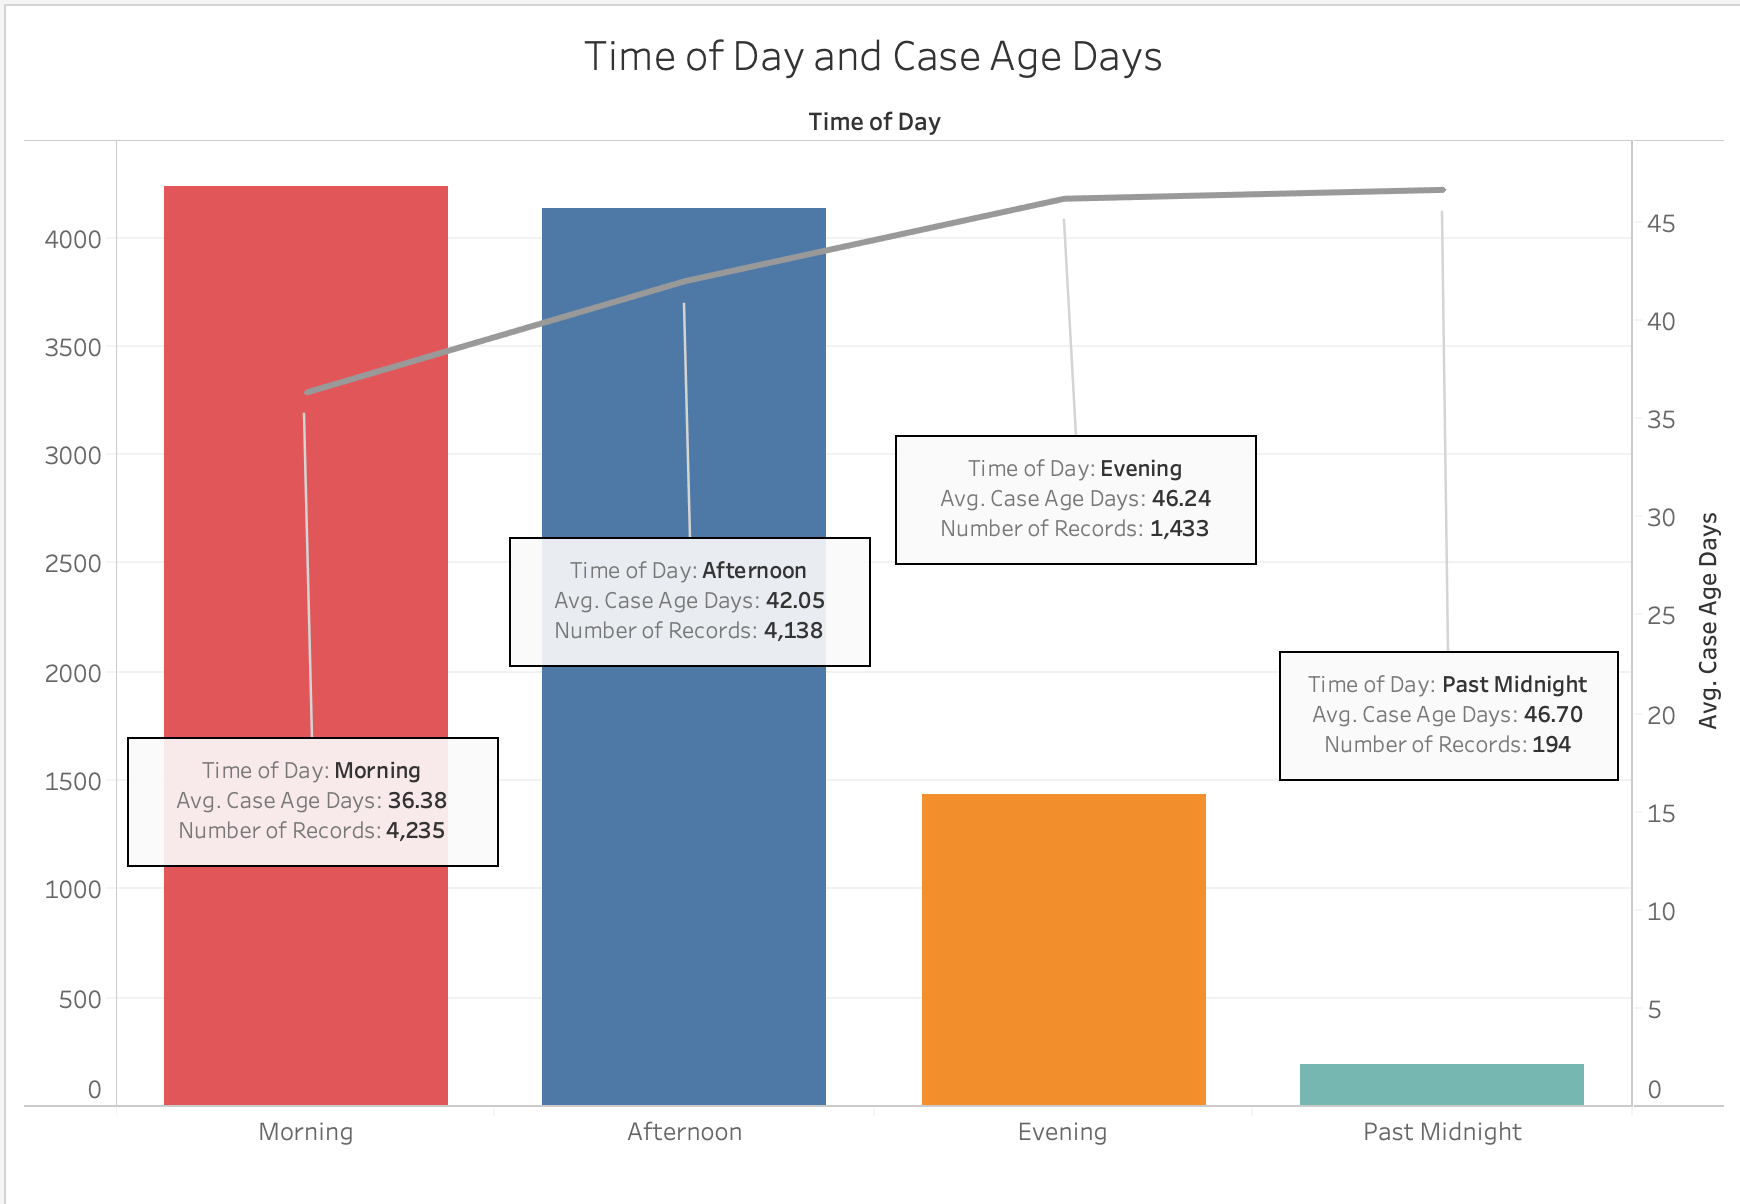 Time of Day and Case Age Days
Time of Day
4000
3500
3000
2500
2000
1500
1000
500
0
45
40
35
30
25
20
15
10
5
0
Avg. Case Age Days
Time of Day: Morning
Avg. Case Age Days: 36.38
Number of Records: 4,235
Time of Day: Afternoon
Avg. Case Age Days: 42.05
Number of Records: 4,138
Time of Day: Evening
Avg. Case Age Days: 46.24
Number of Records: 1,433
Time of Day: Past Midnight
Avg. Case Age Days: 46.70
Number of Records: 194
Morning
Afternoon
Evening
Past Midnight